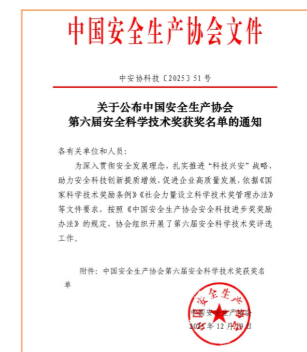 中国安全生产协会文件
中安协科技〔2025〕51 号
关于公布中国安全生产协会
第六届安全科学技术奖获奖名单的通知
各有关单位和人员：
为深入贯彻安全发展理念，扎实推进“科技兴安”战略，
助力安全科技创新提质增效，促进企业高质量发展，依据《国
家科学技术奖励条例》《社会力量设立科学技术奖管理办法》
等文件要求，按照《中国安全生产协会安全科技进步奖奖励
办法》的规定，协会组织开展了第六届安全科学技术奖评选
工作。
附件：中国安全生产协会第六届安全科学技术奖获奖名
单
中国安全生产协会
2025 年 12 月